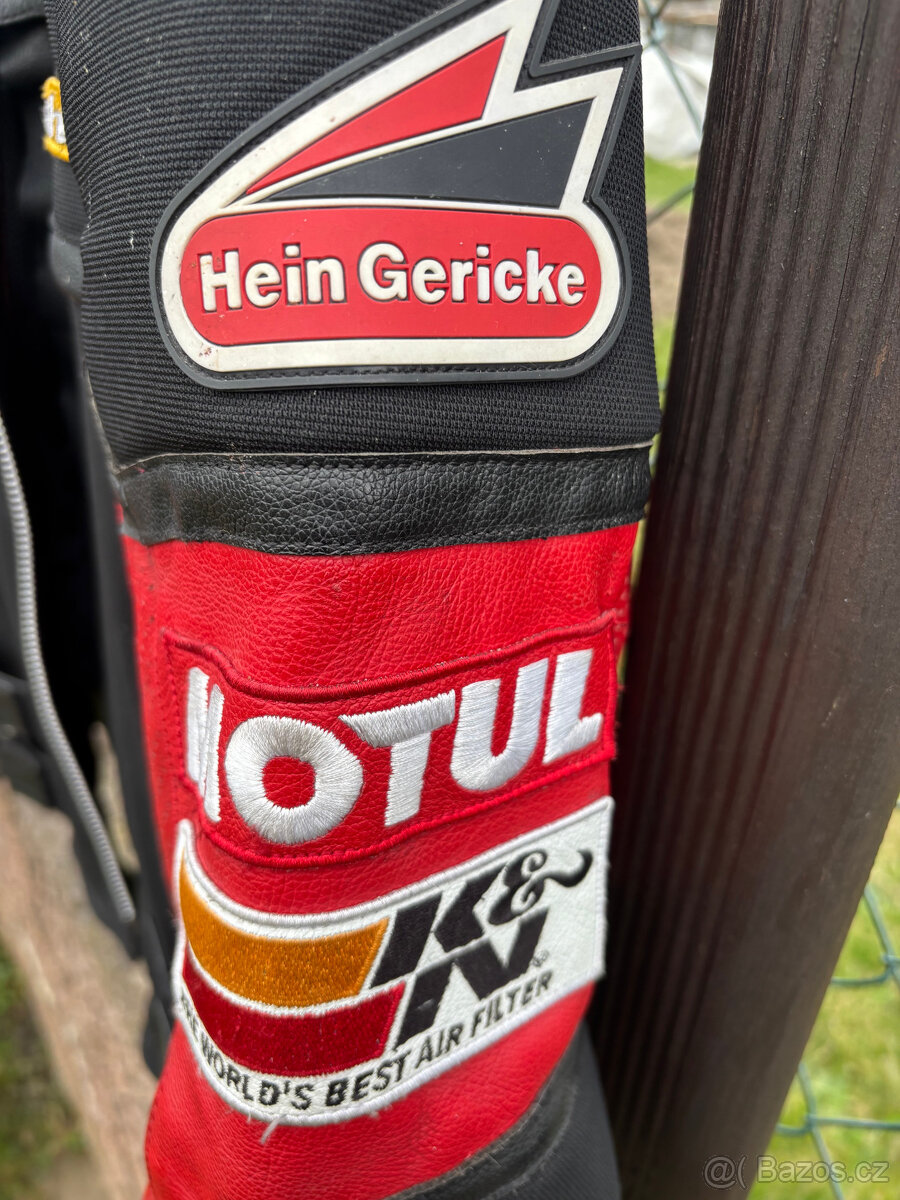 Hein Gericke
MOTUL
K&
N®
THE WORLD'S BEST AIR FILTER
@( Bazos.cz